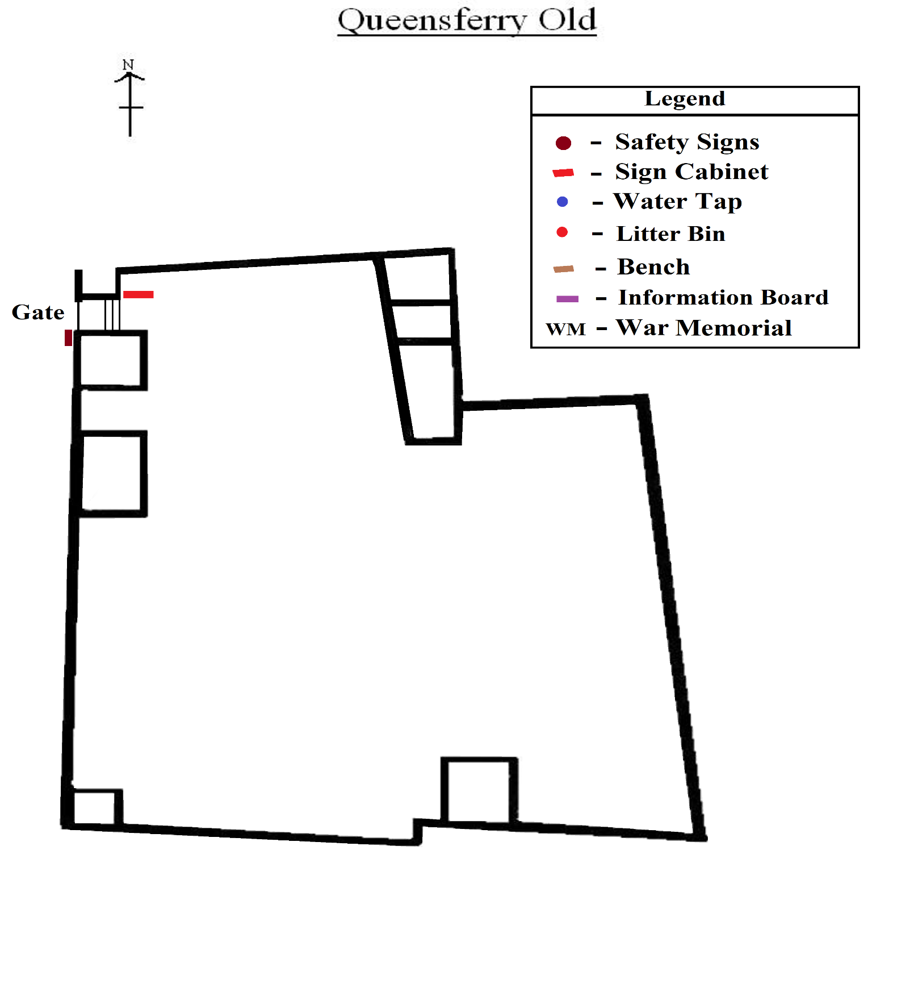 Queensferry Old
N
Legend
- Safety Signs
- Sign Cabinet
- Water Tap
- Litter Bin
- Bench
- Information Board
WM - War Memorial
Gate